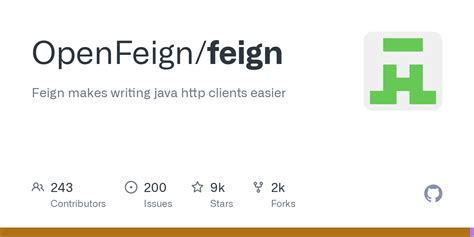 OpenFeign/feign
Feign makes writing java http clients easier
243 200 9k 2k
Contributors Issues Stars Forks